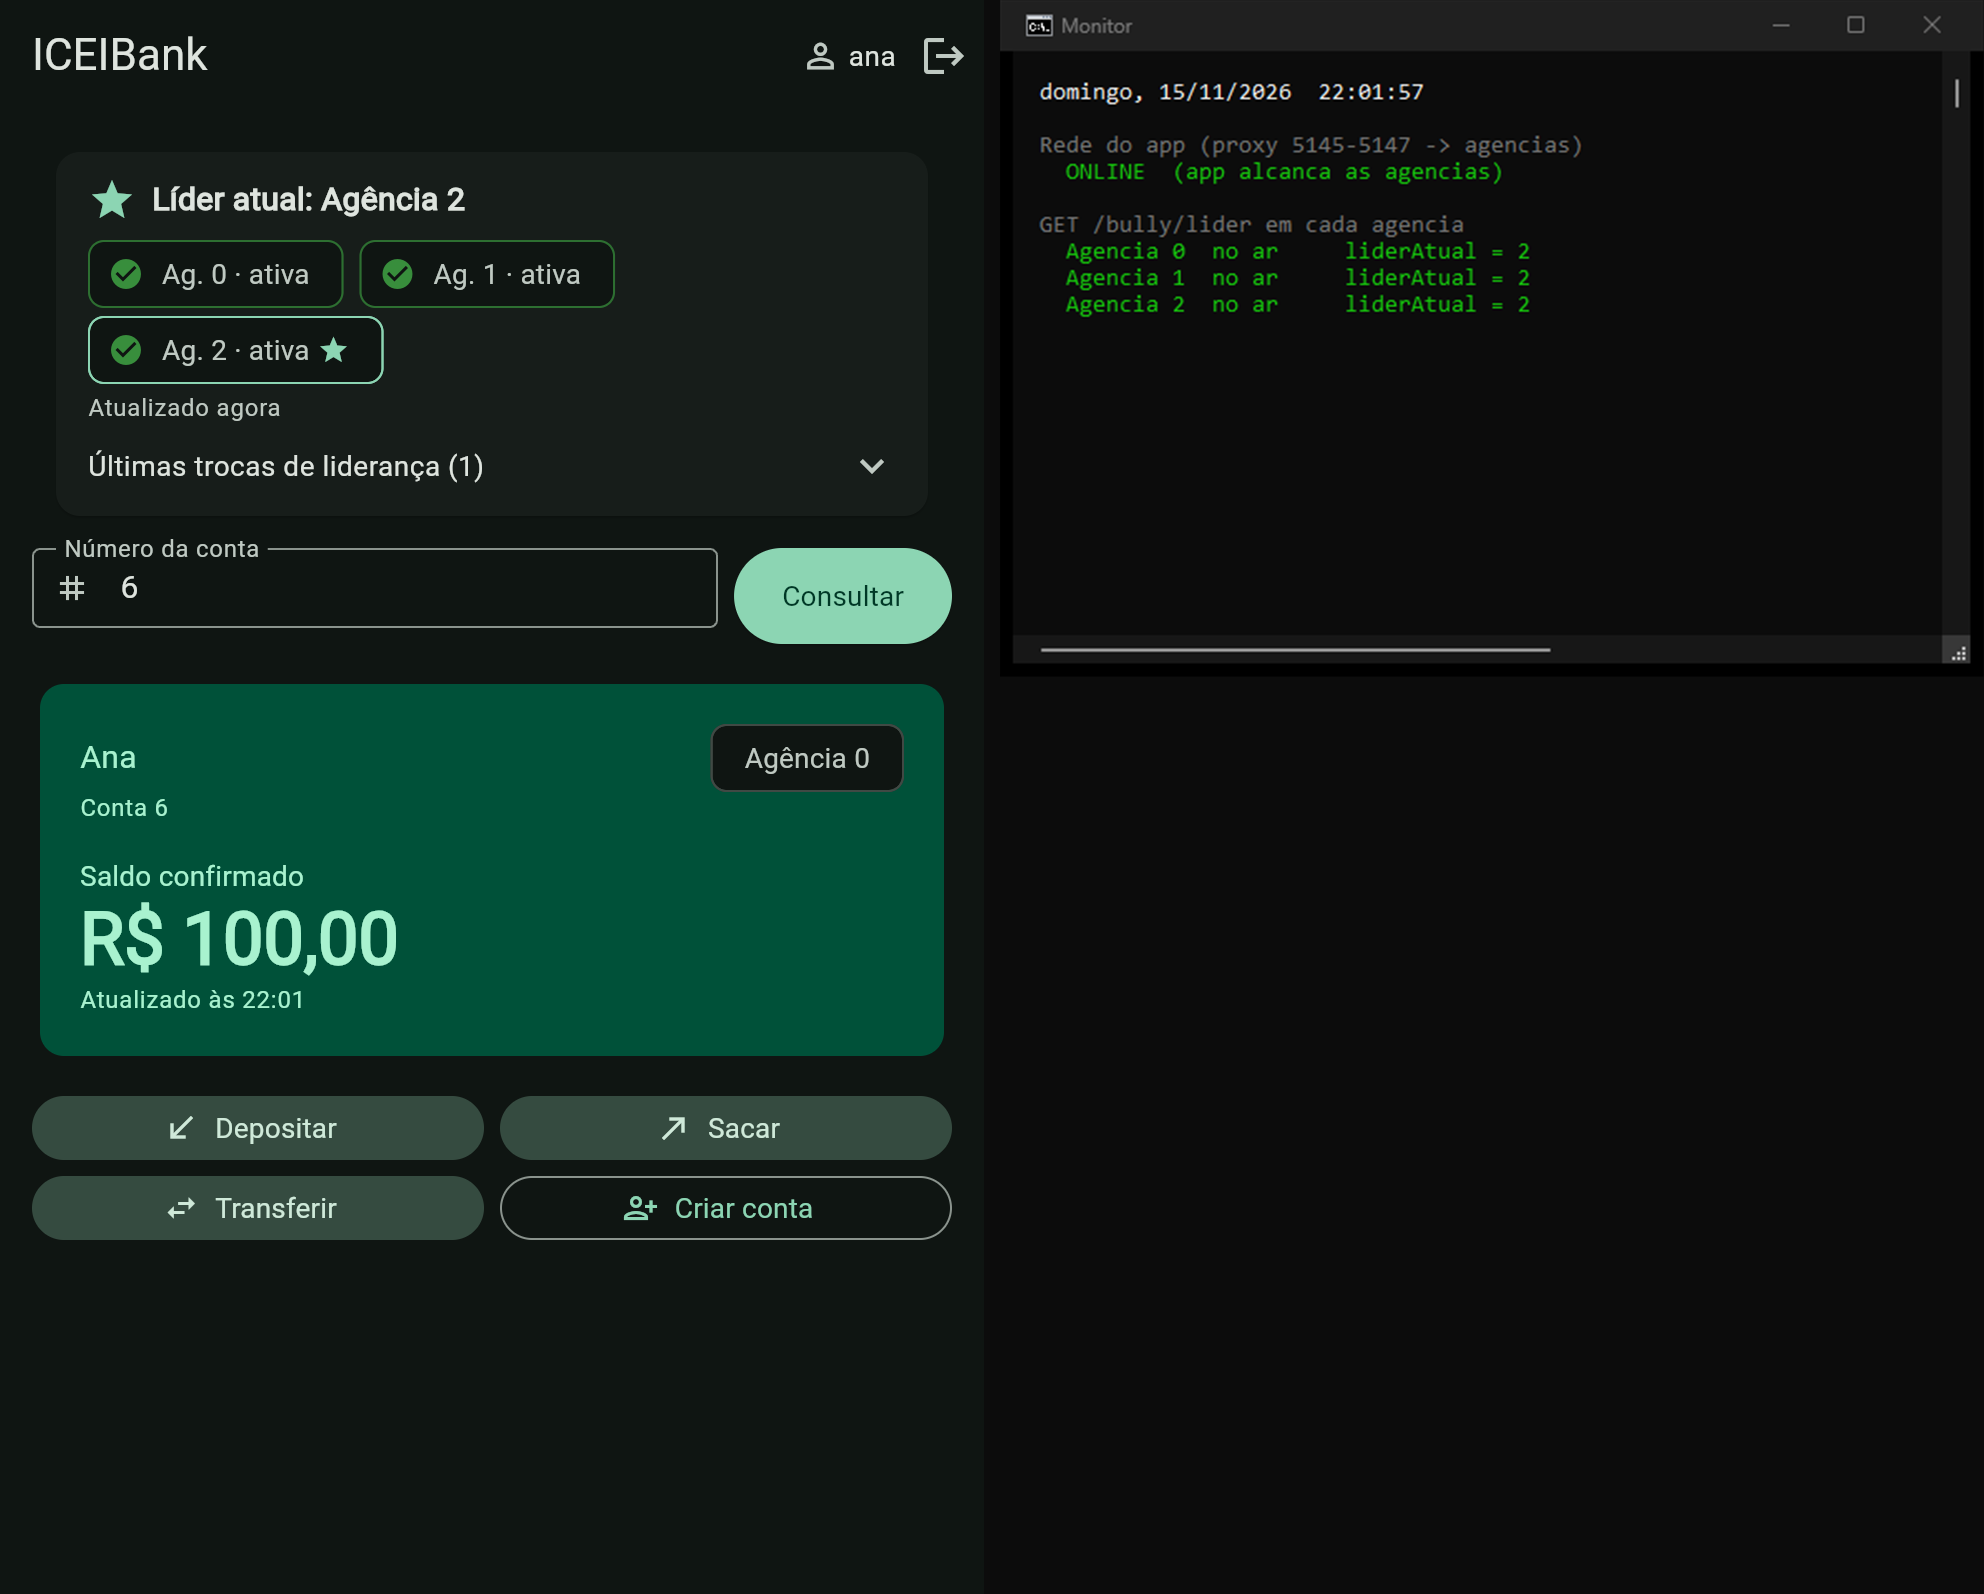 ICEIBank
ana
Líder atual: Agência 2
Ag. 0 · ativa
Ag. 1 · ativa
Ag. 2 · ativa
Atualizado agora
Últimas trocas de liderança (1)
Número da conta
# 6
Consultar
Ana
Agência 0
Conta 6
Saldo confirmado
R$ 100,00
Atualizado às 22:01
Depositar
Sacar
Transferir
Criar conta
Monitor
domingo, 15/11/2026 22:01:57
Rede do app (proxy 5145-5147 -> agencias)
ONLINE (app alcanca as agencias)
GET /bully/lider em cada agencia
Agencia 0 no ar liderAtual = 2
Agencia 1 no ar liderAtual = 2
Agencia 2 no ar liderAtual = 2